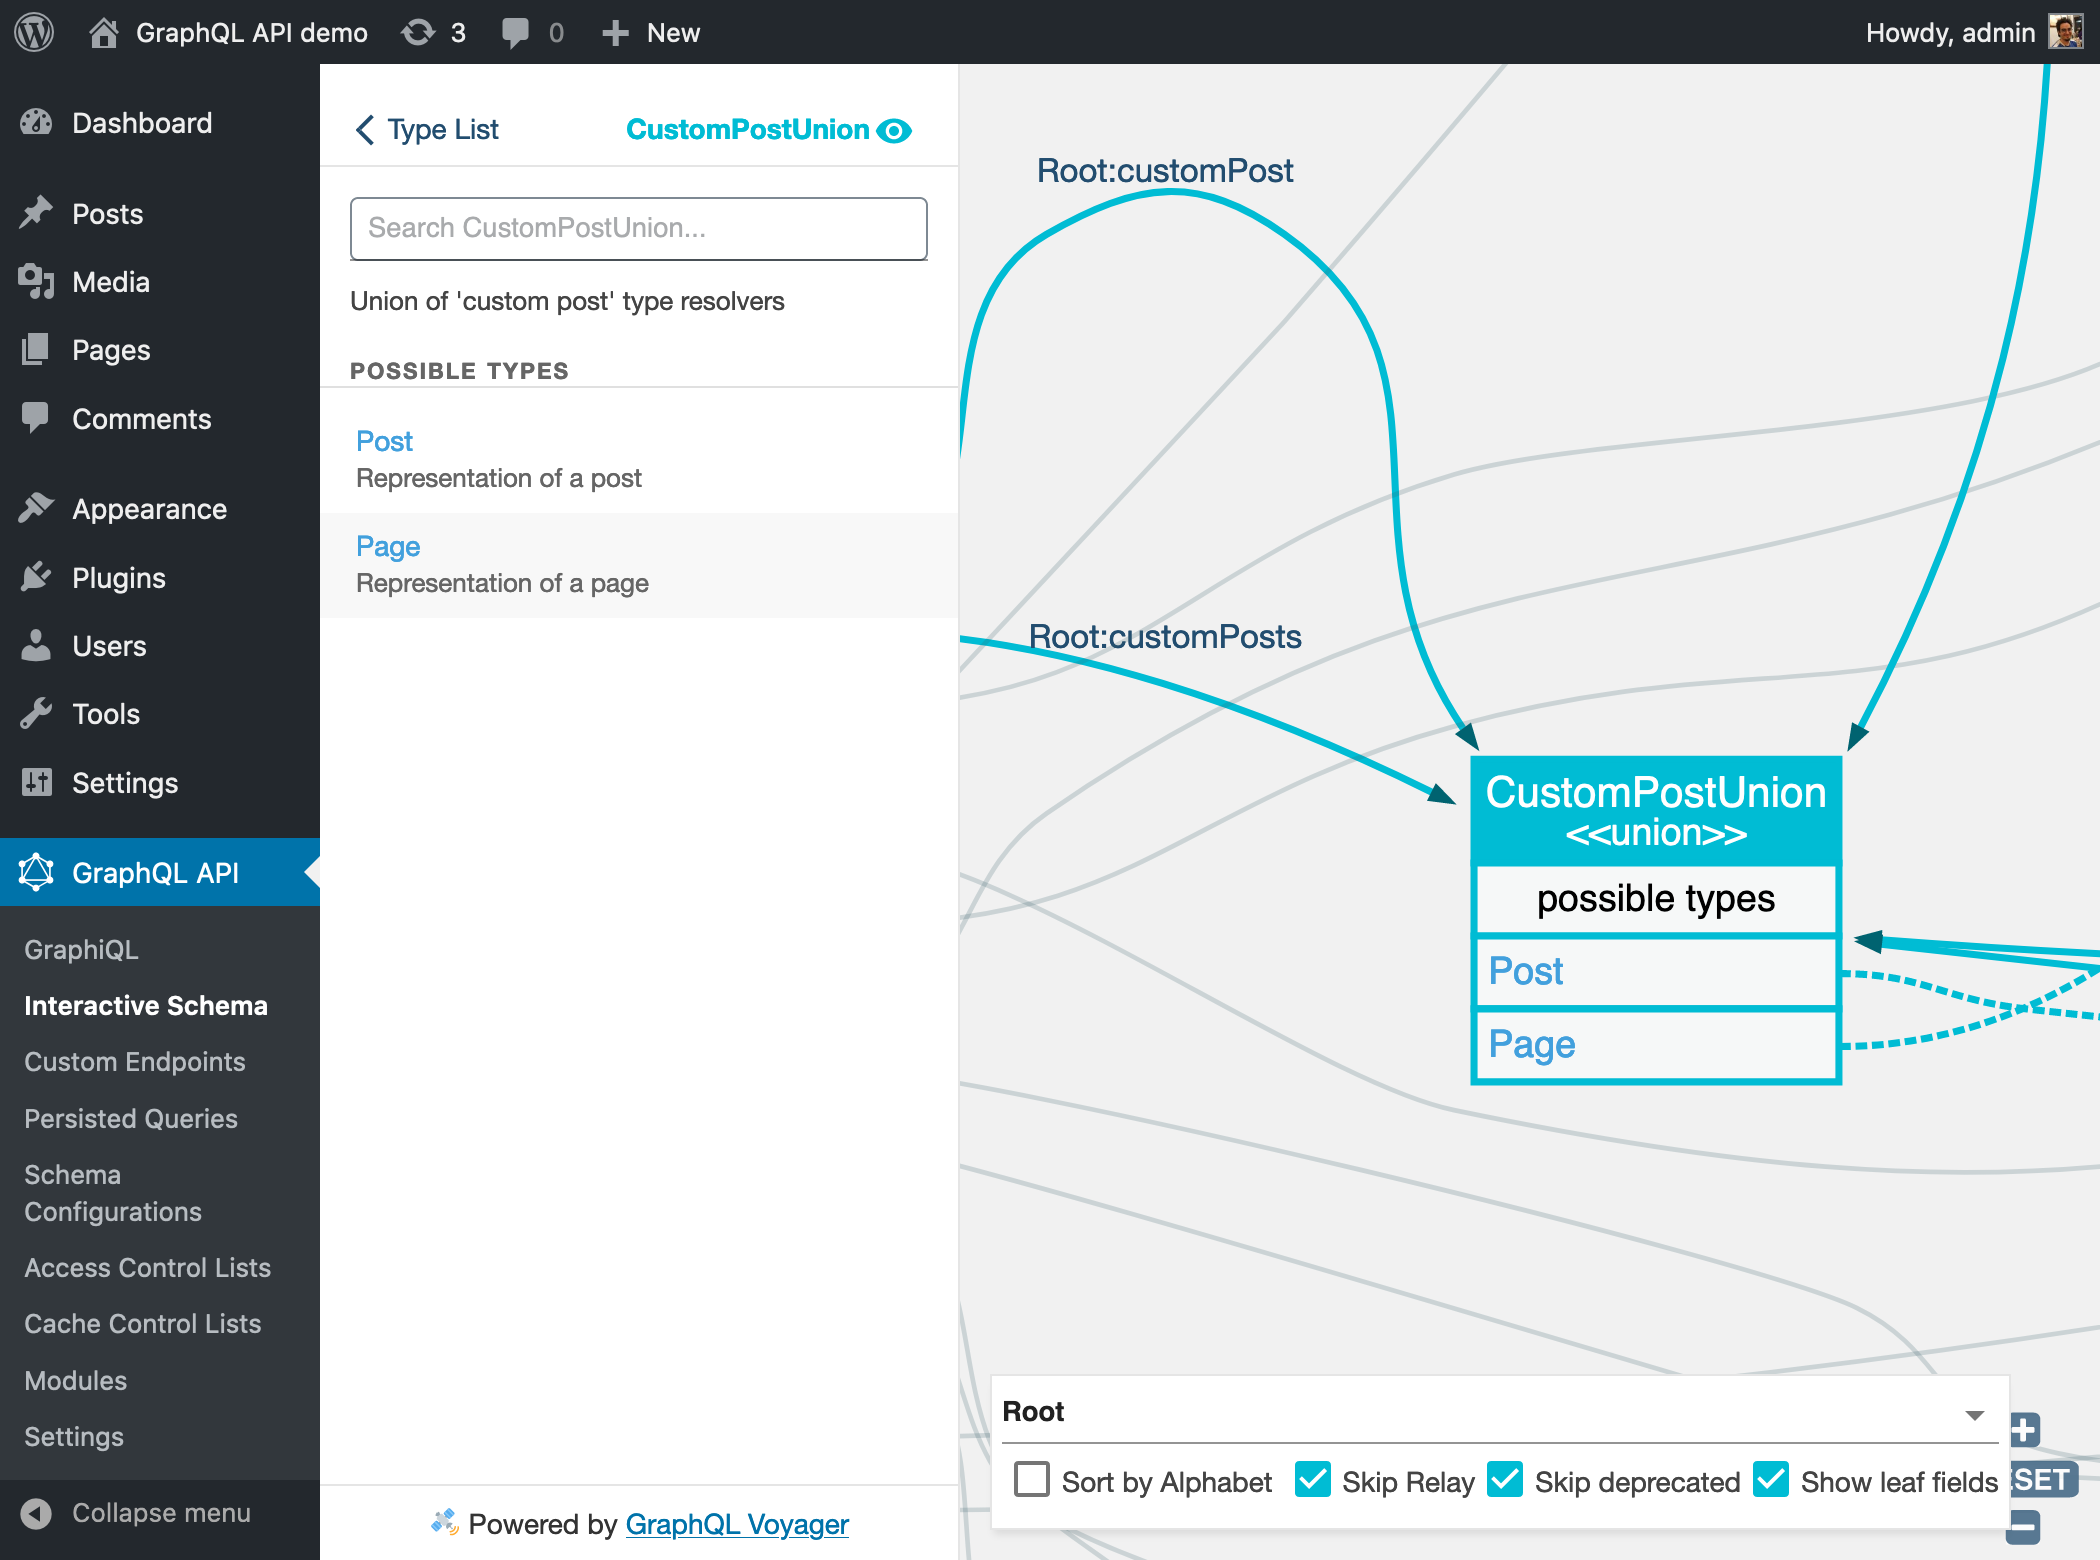 GraphQL API demo 3 0 New Howdy, admin
Dashboard
Posts
Media
Pages
Comments
Appearance
Plugins
Users
Tools
Settings
GraphQL API
GraphiQL
Interactive Schema
Custom Endpoints
Persisted Queries
Schema
Configurations
Access Control Lists
Cache Control Lists
Modules
Settings
Collapse menu
Type List CustomPostUnion
Search CustomPostUnion...
Union of 'custom post' type resolvers
POSSIBLE TYPES
Post
Representation of a post
Page
Representation of a page
Powered by GraphQL Voyager
Root:customPost
Root:customPosts
CustomPostUnion
<<union>>
possible types
Post
Page
Root
Sort by Alphabet Skip Relay Skip deprecated Show leaf fields